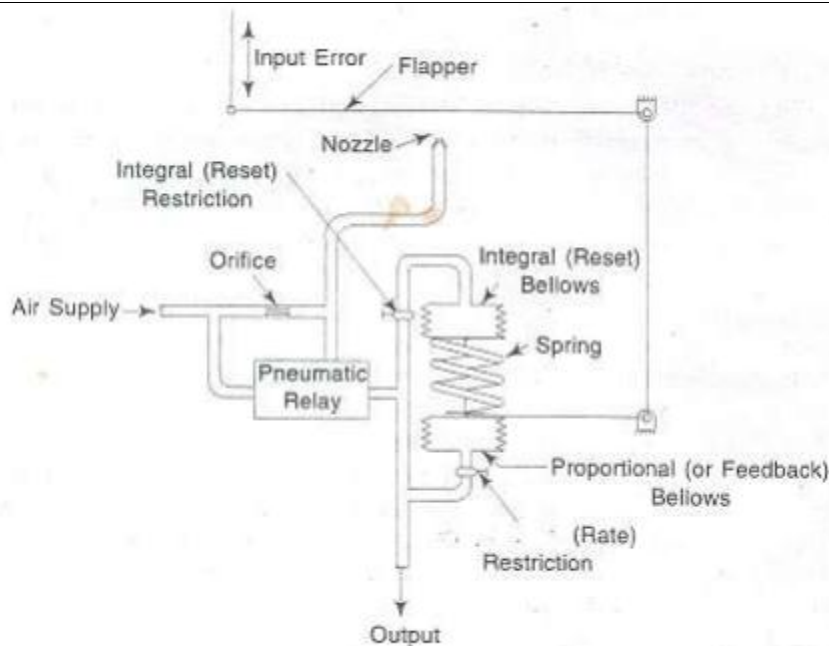 Input Error
Flapper
Nozzle
Integral (Reset)
Restriction
Orifice
Integral (Reset)
Bellows
Air Supply
Spring
Pneumatic
Relay
Proportional (or Feedback)
Bellows
(Rate)
Restriction
Output